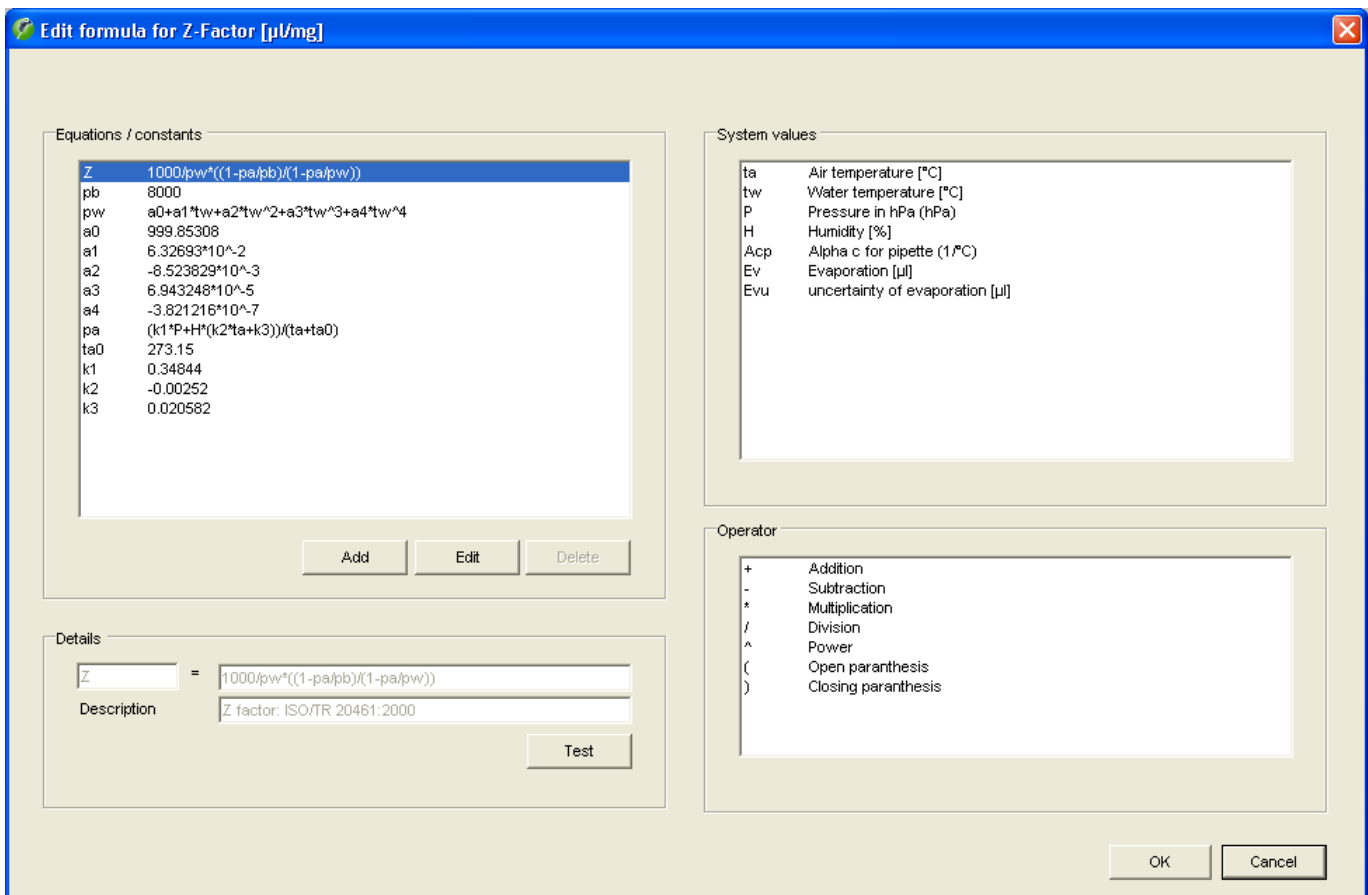 Edit formula for Z-Factor [µl/mg]
Equations / constants
Z 1000/pw*((1-pa/pb)/(1-pa/pw))
pb 8000
pw a0+a1*tw+a2*tw^2+a3*tw^3+a4*tw^4
a0 999.85308
a1 6.32693*10^-2
a2 -8.523829*10^-3
a3 6.943248*10^-5
a4 -3.821216*10^-7
pa (k1*P+H*(k2*ta+k3))/(ta+ta0)
ta0 273.15
k1 0.34844
k2 -0.00252
k3 0.020582
Add Edit Delete
Details
Z = 1000/pw*((1-pa/pb)/(1-pa/pw))
Description Z factor: ISO/TR 20461:2000
Test
System values
ta Air temperature [°C]
tw Water temperature [°C]
P Pressure in hPa (hPa)
H Humidity [%]
Acp Alpha c for pipette (1/°C)
Ev Evaporation [µl]
Evu uncertainty of evaporation [µl]
Operator
+ Addition
- Subtraction
* Multiplication
/ Division
^ Power
( Open paranthesis
) Closing paranthesis
OK Cancel